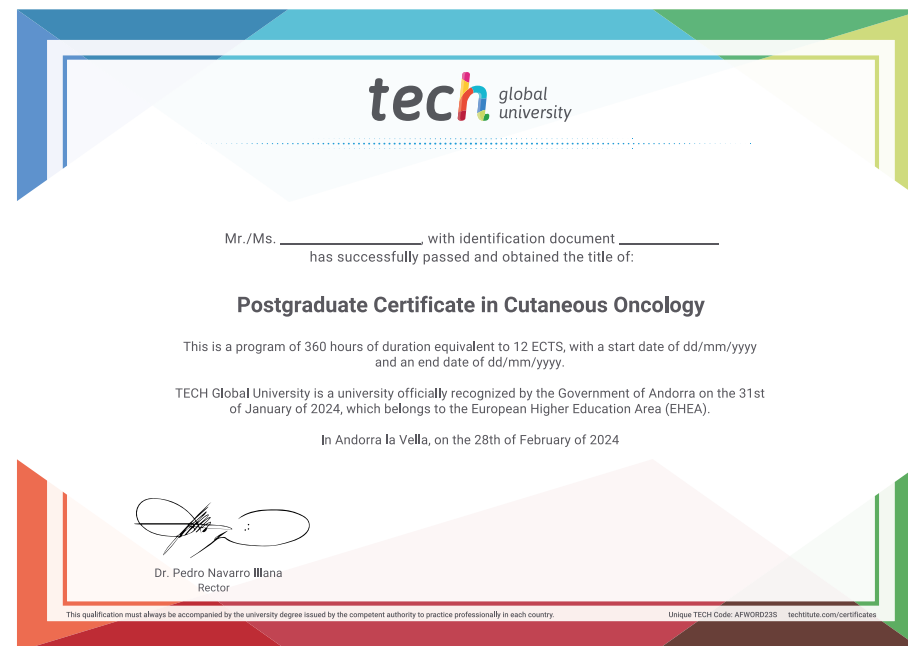 tech global university
Mr./Ms. ____________________, with identification document ______________
has successfully passed and obtained the title of:
Postgraduate Certificate in Cutaneous Oncology
This is a program of 360 hours of duration equivalent to 12 ECTS, with a start date of dd/mm/yyyy
and an end date of dd/mm/yyyy.
TECH Global University is a university officially recognized by the Government of Andorra on the 31st
of January of 2024, which belongs to the European Higher Education Area (EHEA).
In Andorra la Vella, on the 28th of February of 2024
Dr. Pedro Navarro Illana
Rector
This qualification must always be accompanied by the university degree issued by the competent authority to practice professionally in each country. Unique TECH Code: AFWORD23S techtitute.com/certificates